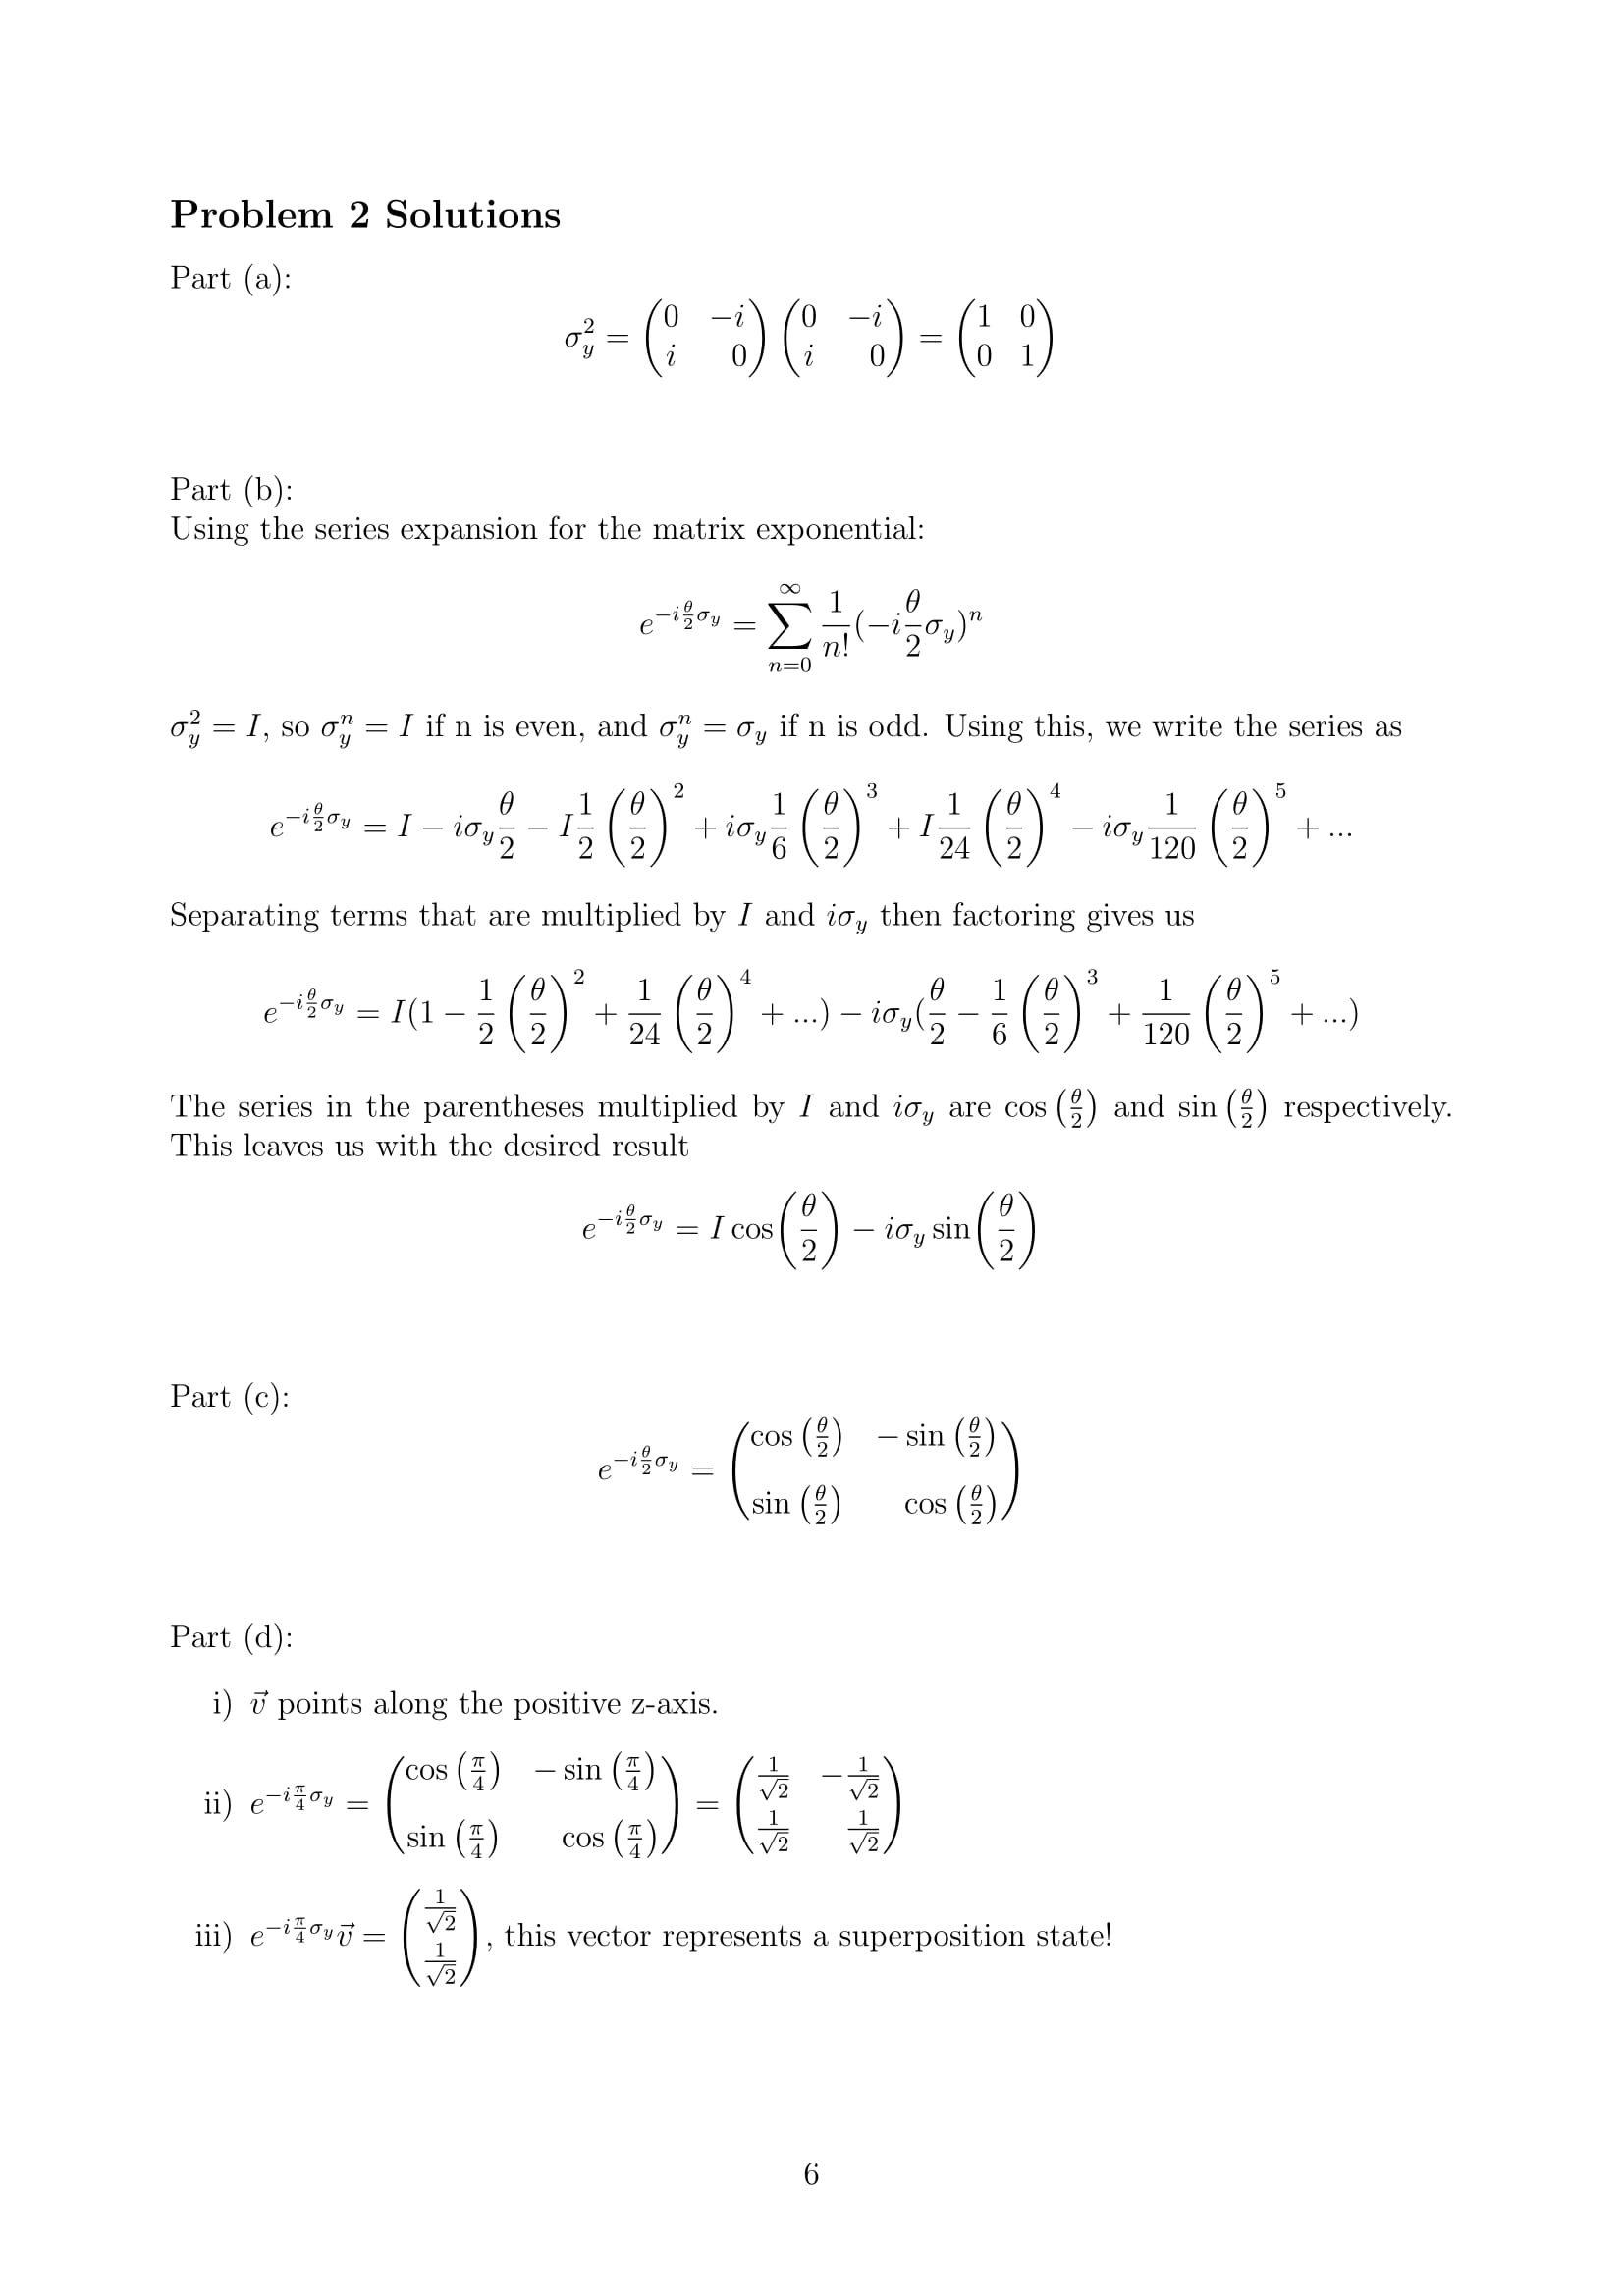 Problem 2 Solutions
Part (a):
$$\sigma_y^2 = \begin{pmatrix} 0 & -i \\ i & 0 \end{pmatrix} \begin{pmatrix} 0 & -i \\ i & 0 \end{pmatrix} = \begin{pmatrix} 1 & 0 \\ 0 & 1 \end{pmatrix}$$
Part (b):
Using the series expansion for the matrix exponential:
$$e^{-i\frac{\theta}{2}\sigma_y} = \sum_{n=0}^{\infty} \frac{1}{n!}(-i\frac{\theta}{2}\sigma_y)^n$$
$\sigma_y^2 = I$, so $\sigma_y^n = I$ if n is even, and $\sigma_y^n = \sigma_y$ if n is odd. Using this, we write the series as
$$e^{-i\frac{\theta}{2}\sigma_y} = I - i\sigma_y\frac{\theta}{2} - I\frac{1}{2}\left(\frac{\theta}{2}\right)^2 + i\sigma_y\frac{1}{6}\left(\frac{\theta}{2}\right)^3 + I\frac{1}{24}\left(\frac{\theta}{2}\right)^4 - i\sigma_y\frac{1}{120}\left(\frac{\theta}{2}\right)^5 + ...$$
Separating terms that are multiplied by $I$ and $i\sigma_y$ then factoring gives us
$$e^{-i\frac{\theta}{2}\sigma_y} = I(1 - \frac{1}{2}\left(\frac{\theta}{2}\right)^2 + \frac{1}{24}\left(\frac{\theta}{2}\right)^4 + ...) - i\sigma_y(\frac{\theta}{2} - \frac{1}{6}\left(\frac{\theta}{2}\right)^3 + \frac{1}{120}\left(\frac{\theta}{2}\right)^5 + ...)$$
The series in the parentheses multiplied by $I$ and $i\sigma_y$ are $\cos\left(\frac{\theta}{2}\right)$ and $\sin\left(\frac{\theta}{2}\right)$ respectively.
This leaves us with the desired result
$$e^{-i\frac{\theta}{2}\sigma_y} = I\cos\left(\frac{\theta}{2}\right) - i\sigma_y\sin\left(\frac{\theta}{2}\right)$$
Part (c):
$$e^{-i\frac{\theta}{2}\sigma_y} = \begin{pmatrix} \cos\left(\frac{\theta}{2}\right) & -\sin\left(\frac{\theta}{2}\right) \\ \sin\left(\frac{\theta}{2}\right) & \cos\left(\frac{\theta}{2}\right) \end{pmatrix}$$
Part (d):
i) $\vec{v}$ points along the positive z-axis.
ii) $e^{-i\frac{\pi}{4}\sigma_y} = \begin{pmatrix} \cos\left(\frac{\pi}{4}\right) & -\sin\left(\frac{\pi}{4}\right) \\ \sin\left(\frac{\pi}{4}\right) & \cos\left(\frac{\pi}{4}\right) \end{pmatrix} = \begin{pmatrix} \frac{1}{\sqrt{2}} & -\frac{1}{\sqrt{2}} \\ \frac{1}{\sqrt{2}} & \frac{1}{\sqrt{2}} \end{pmatrix}$
iii) $e^{-i\frac{\pi}{4}\sigma_y}\vec{v} = \begin{pmatrix} \frac{1}{\sqrt{2}} \\ \frac{1}{\sqrt{2}} \end{pmatrix}$, this vector represents a superposition state!
6